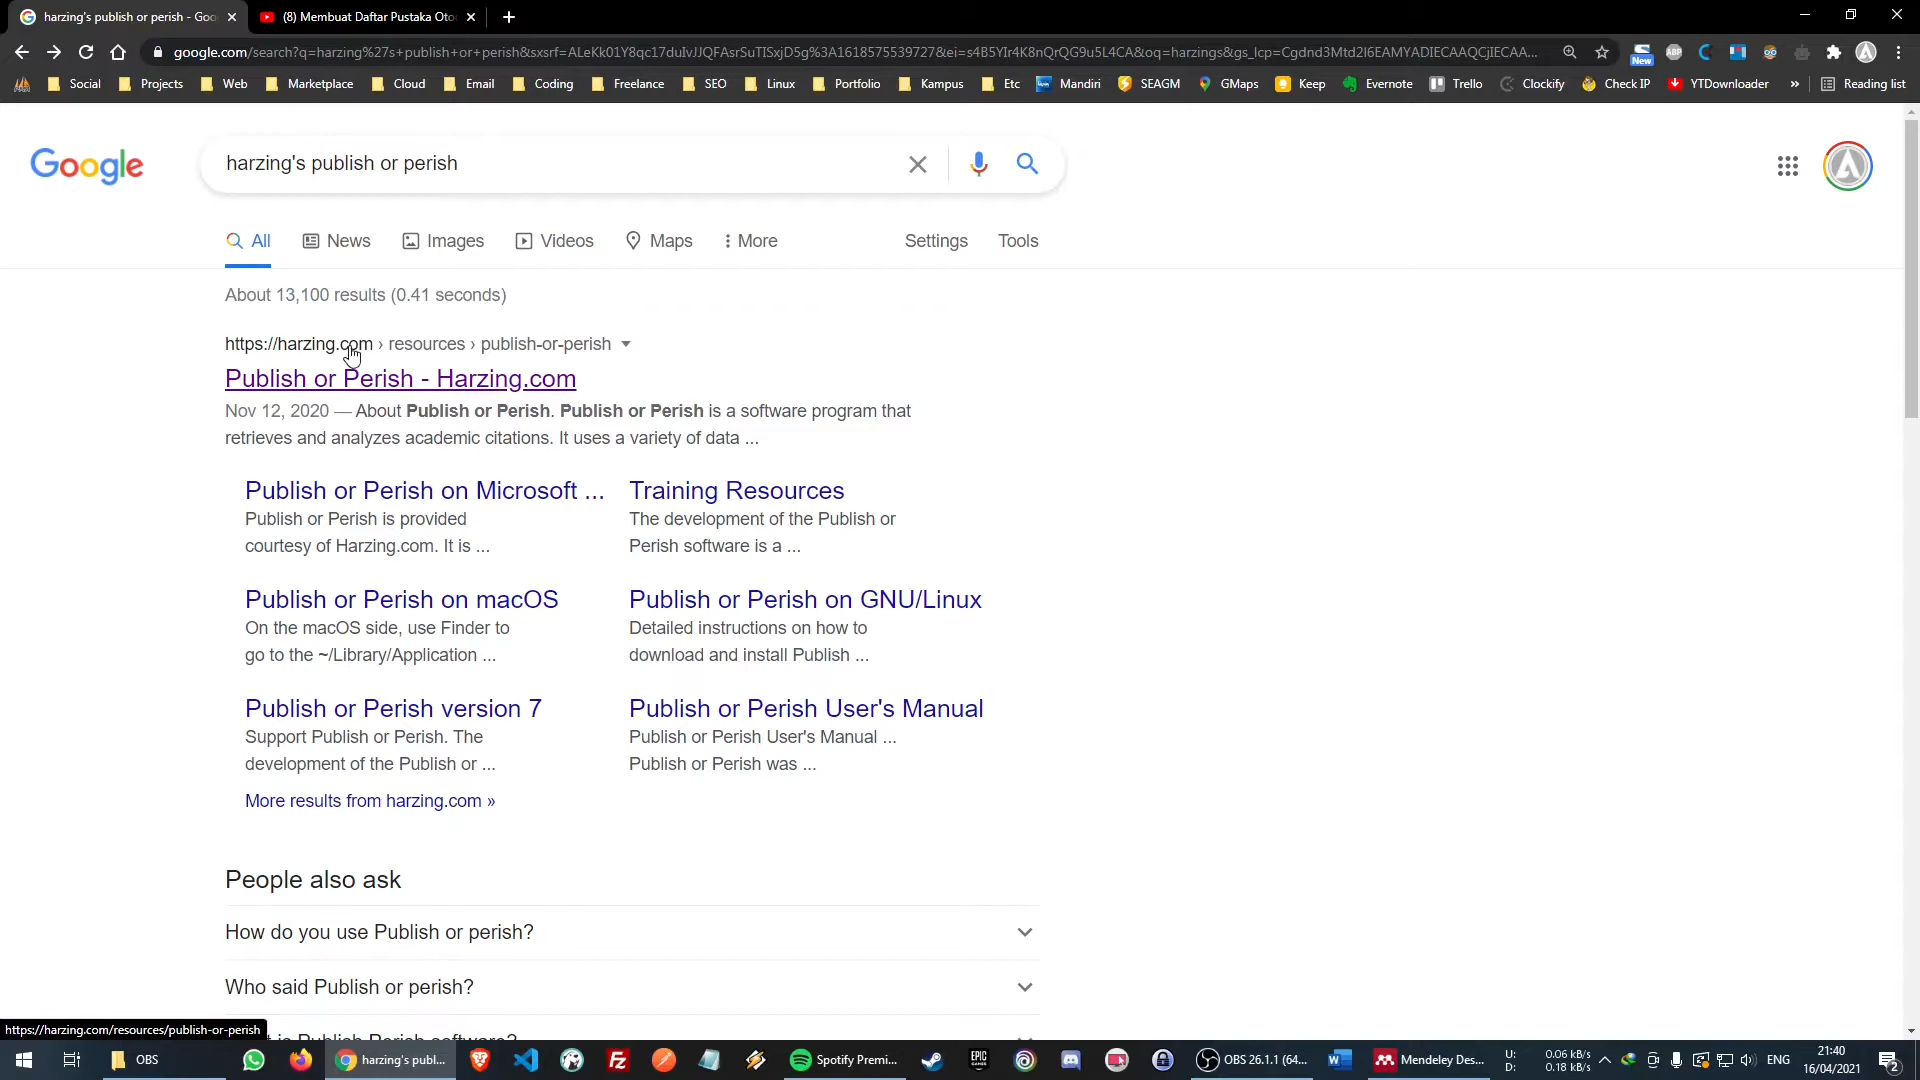 harzing's publish or perish - Goo
(8) Membuat Daftar Pustaka Otom
google.com/search?q=harzing%27s+publish+or+perish&sxsrf=ALeKk01Y8qc17duIvJJQFAsrSuTISxjD5g%3A1618575539727&ei=s4B5YIr4K8nQrQG9u5L4CA&oq=harzings&gs_lcp=Cgdnd3Mtd2l6EAMYADIECAAQCjIECAA...
New
ABP
Social Projects Web Marketplace Cloud Email Coding Freelance SEO Linux Portfolio Kampus Etc Mandiri SEAGM GMaps Keep Evernote Trello Clockify Check IP YTDownloader » Reading list
Google
harzing's publish or perish
All News Images Videos Maps More Settings Tools
About 13,100 results (0.41 seconds)
https://harzing.com › resources › publish-or-perish
Publish or Perish - Harzing.com
Nov 12, 2020 — About Publish or Perish. Publish or Perish is a software program that
retrieves and analyzes academic citations. It uses a variety of data ...
Publish or Perish on Microsoft ...
Publish or Perish is provided
courtesy of Harzing.com. It is ...
Training Resources
The development of the Publish or
Perish software is a ...
Publish or Perish on macOS
On the macOS side, use Finder to
go to the ~/Library/Application ...
Publish or Perish on GNU/Linux
Detailed instructions on how to
download and install Publish ...
Publish or Perish version 7
Support Publish or Perish. The
development of the Publish or ...
Publish or Perish User's Manual
Publish or Perish User's Manual ...
Publish or Perish was ...
More results from harzing.com »
People also ask
How do you use Publish or perish?
Who said Publish or perish?
is Publish Perish software?
https://harzing.com/resources/publish-or-perish
OBS
harzing's publ...
Spotify Premi...
EPIC GAMES
OBS 26.1.1 (64...
Mendeley Des...
U: 0.06 kB/s
D: 0.18 kB/s
ENG
21:40
16/04/2021
2